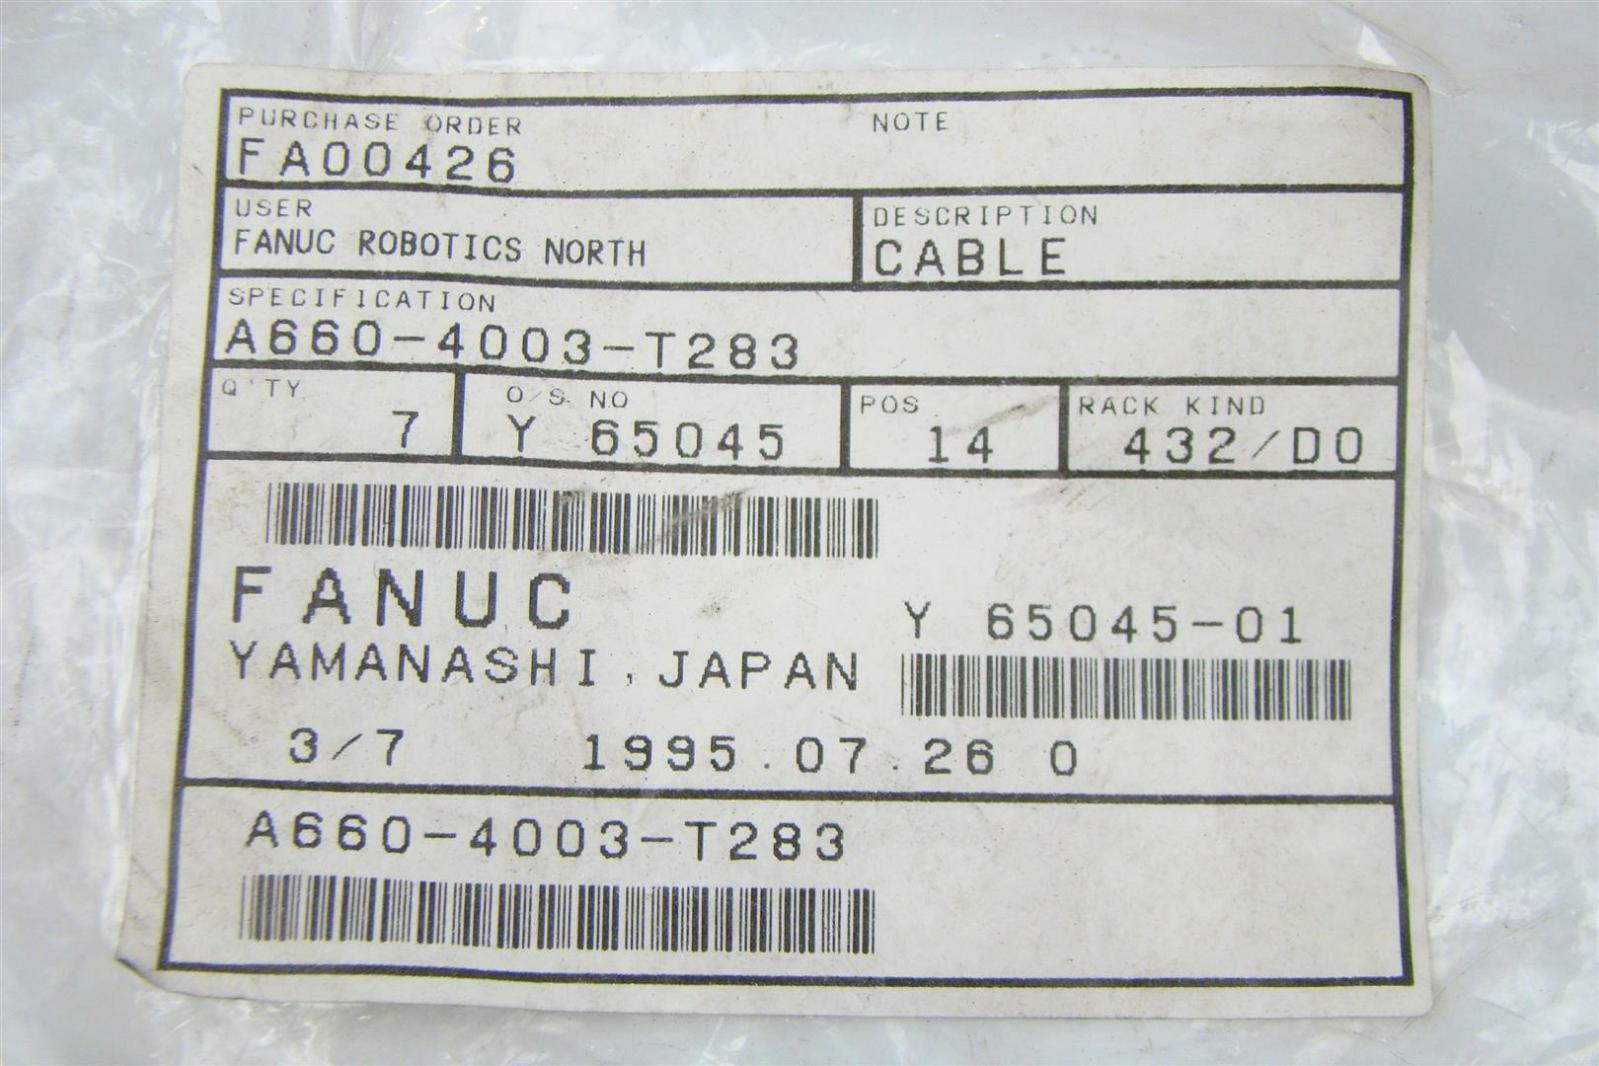 PURCHASE ORDER NOTE
FA00426
USER DESCRIPTION
FANUC ROBOTICS NORTH CABLE
SPECIFICATION
A660-4003-T283
Q'TY O/S. NO POS RACK KIND
7 Y 65045 14 432/D0
FANUC
Y 65045-01
YAMANASHI, JAPAN
3/7 1995.07.26 0
A660-4003-T283